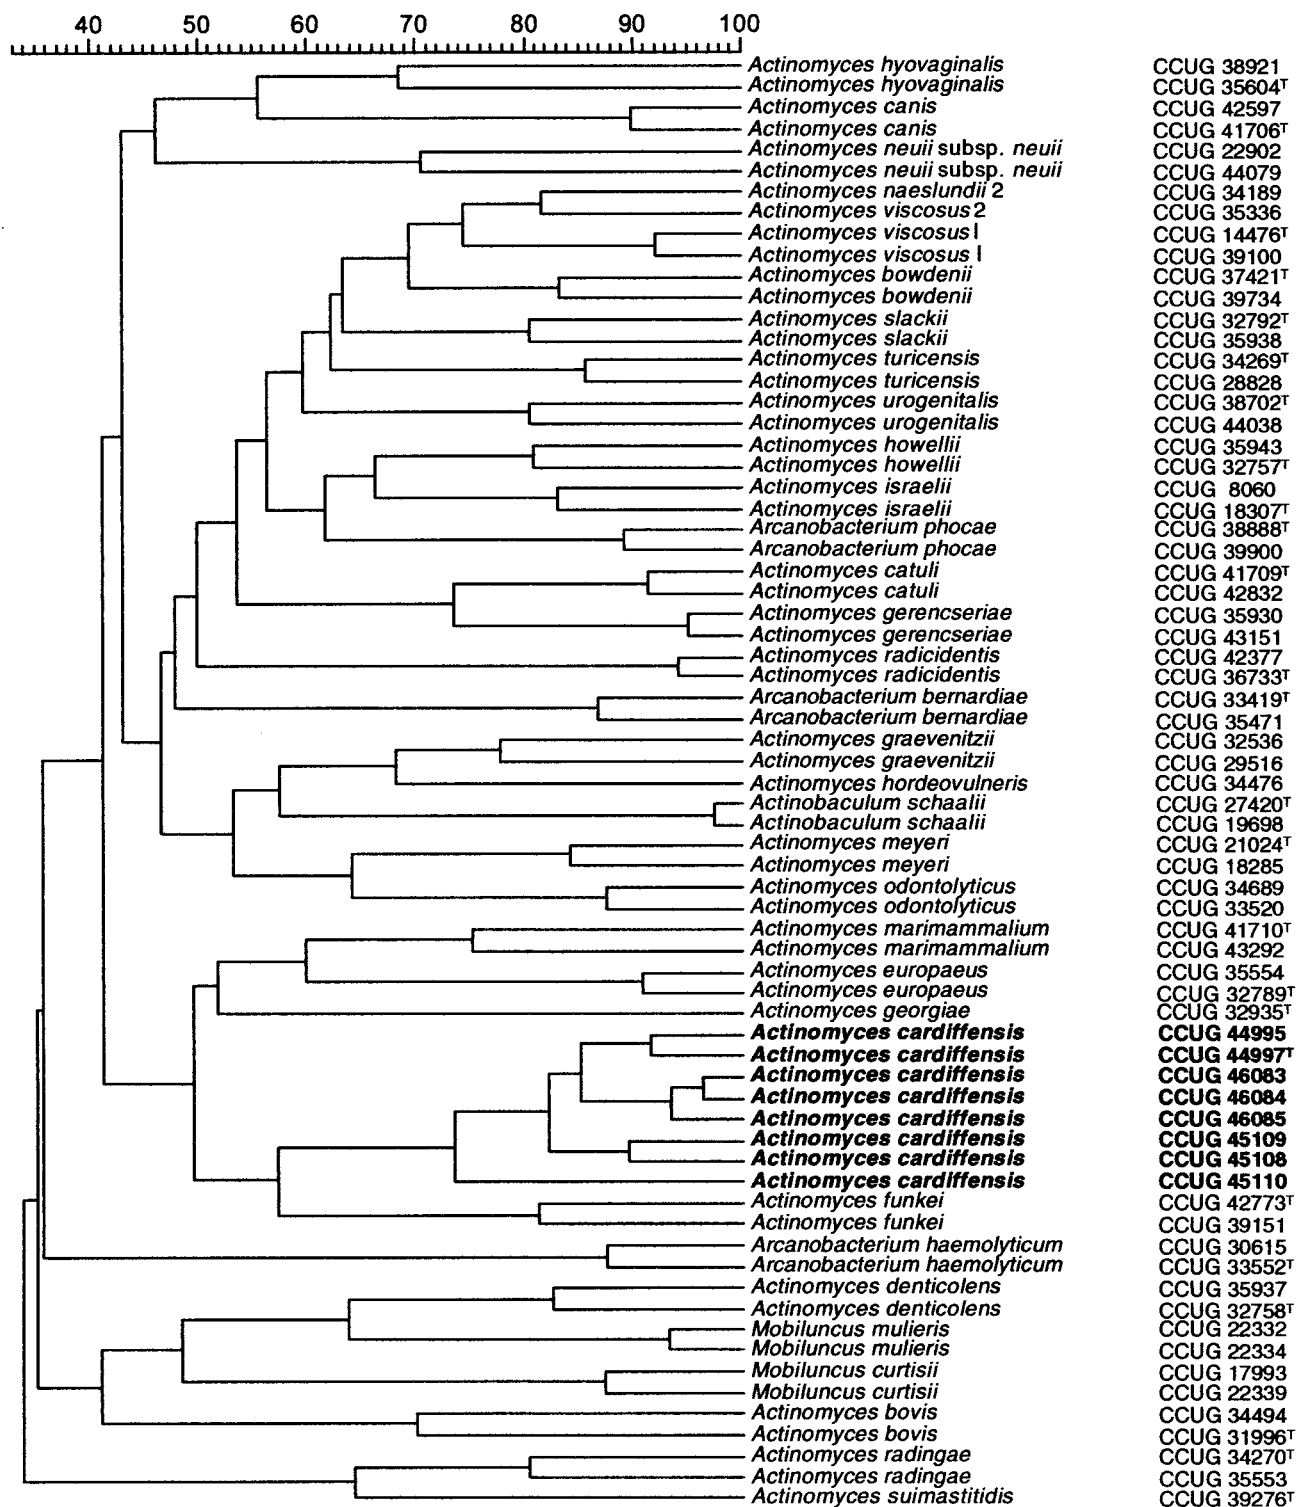 40 50 60 70 80 90 100
Actinomyces hyovaginalis CCUG 38921
Actinomyces hyovaginalis CCUG 35604ᵀ
Actinomyces canis CCUG 42597
Actinomyces canis CCUG 41706ᵀ
Actinomyces neuii subsp. neuii CCUG 22902
Actinomyces neuii subsp. neuii CCUG 44079
Actinomyces naeslundii 2 CCUG 34189
Actinomyces viscosus 2 CCUG 35336
Actinomyces viscosus I CCUG 14476ᵀ
Actinomyces viscosus I CCUG 39100
Actinomyces bowdenii CCUG 37421ᵀ
Actinomyces bowdenii CCUG 39734
Actinomyces slackii CCUG 32792ᵀ
Actinomyces slackii CCUG 35938
Actinomyces turicensis CCUG 34269ᵀ
Actinomyces turicensis CCUG 28828
Actinomyces urogenitalis CCUG 38702ᵀ
Actinomyces urogenitalis CCUG 44038
Actinomyces howellii CCUG 35943
Actinomyces howellii CCUG 32757ᵀ
Actinomyces israelii CCUG 8060
Actinomyces israelii CCUG 18307ᵀ
Arcanobacterium phocae CCUG 38888ᵀ
Arcanobacterium phocae CCUG 39900
Actinomyces catuli CCUG 41709ᵀ
Actinomyces catuli CCUG 42832
Actinomyces gerencseriae CCUG 35930
Actinomyces gerencseriae CCUG 43151
Actinomyces radicidentis CCUG 42377
Actinomyces radicidentis CCUG 36733ᵀ
Arcanobacterium bernardiae CCUG 33419ᵀ
Arcanobacterium bernardiae CCUG 35471
Actinomyces graevenitzii CCUG 32536
Actinomyces graevenitzii CCUG 29516
Actinomyces hordeovulneris CCUG 34476
Actinobaculum schaalii CCUG 27420ᵀ
Actinobaculum schaalii CCUG 19698
Actinomyces meyeri CCUG 21024ᵀ
Actinomyces meyeri CCUG 18285
Actinomyces odontolyticus CCUG 34689
Actinomyces odontolyticus CCUG 33520
Actinomyces marimammalium CCUG 41710ᵀ
Actinomyces marimammalium CCUG 43292
Actinomyces europaeus CCUG 35554
Actinomyces europaeus CCUG 32789ᵀ
Actinomyces georgiae CCUG 32935ᵀ
Actinomyces cardiffensis CCUG 44995
Actinomyces cardiffensis CCUG 44997ᵀ
Actinomyces cardiffensis CCUG 46083
Actinomyces cardiffensis CCUG 46084
Actinomyces cardiffensis CCUG 46085
Actinomyces cardiffensis CCUG 45109
Actinomyces cardiffensis CCUG 45108
Actinomyces cardiffensis CCUG 45110
Actinomyces funkei CCUG 42773ᵀ
Actinomyces funkei CCUG 39151
Arcanobacterium haemolyticum CCUG 30615
Arcanobacterium haemolyticum CCUG 33552ᵀ
Actinomyces denticolens CCUG 35937
Actinomyces denticolens CCUG 32758ᵀ
Mobiluncus mulieris CCUG 22332
Mobiluncus mulieris CCUG 22334
Mobiluncus curtisii CCUG 17993
Mobiluncus curtisii CCUG 22339
Actinomyces bovis CCUG 34494
Actinomyces bovis CCUG 31996ᵀ
Actinomyces radingae CCUG 34270ᵀ
Actinomyces radingae CCUG 35553
Actinomyces suimastitidis CCUG 39276ᵀ